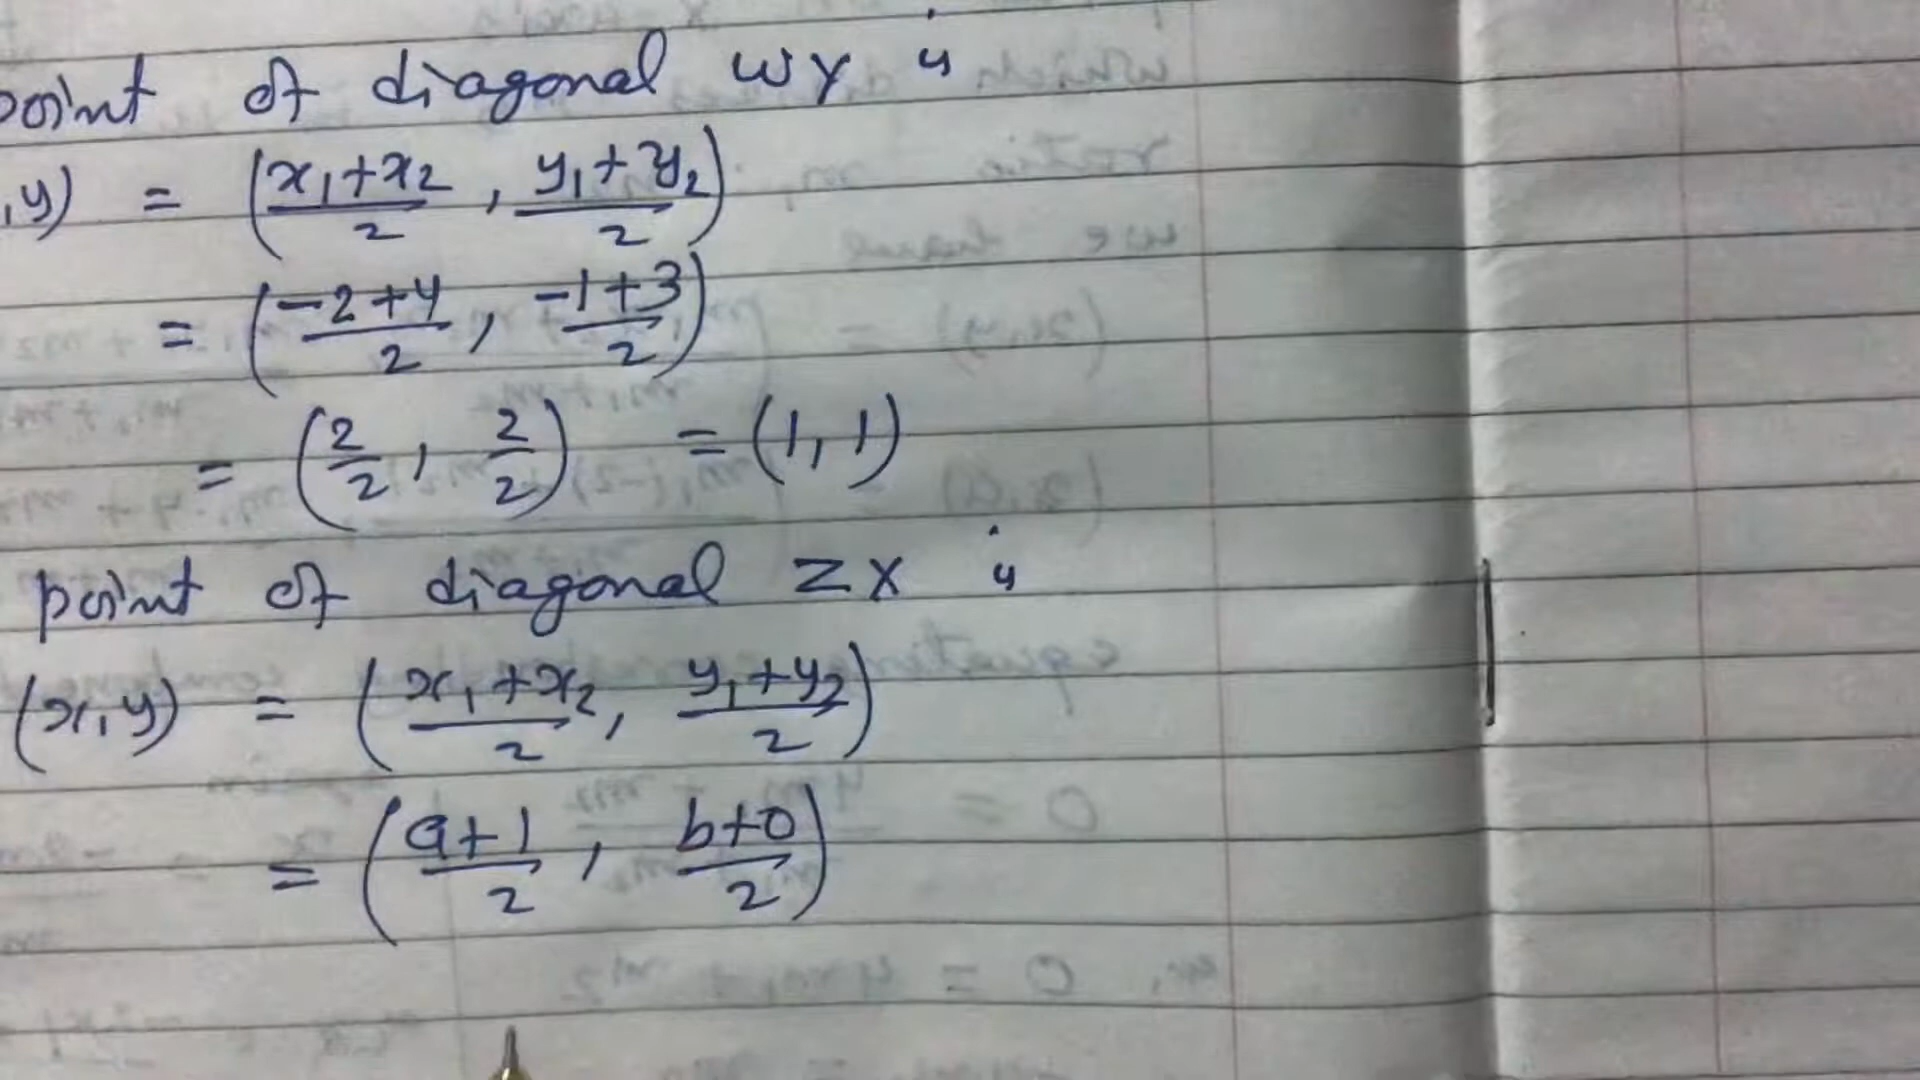 point of diagonal WY is
,y) = (x₁+x₂/2, y₁+y₂/2)
= (-2+4/2, -1+3/2)
= (2/2, 2/2) = (1,1)
point of diagonal ZX is
(x,y) = (x₁+x₂/2, y₁+y₂/2)
= (a+1/2, b+0/2)